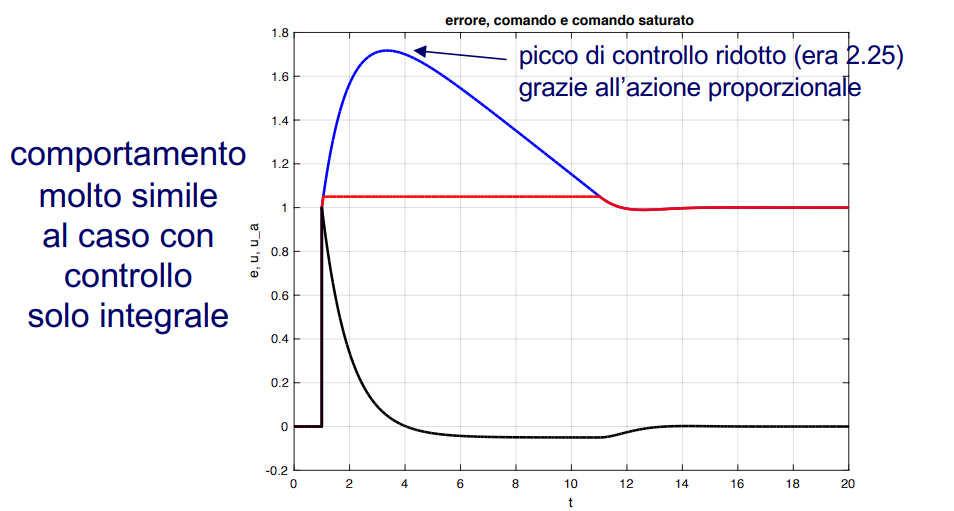 errore, comando e comando saturato
picco di controllo ridotto (era 2.25)
grazie all’azione proporzionale
comportamento
molto simile
al caso con
controllo
solo integrale
e, u, u_a
1.8
1.6
1.4
1.2
1
0.8
0.6
0.4
0.2
0
-0.2
0 2 4 6 8 10 12 14 16 18 20
t